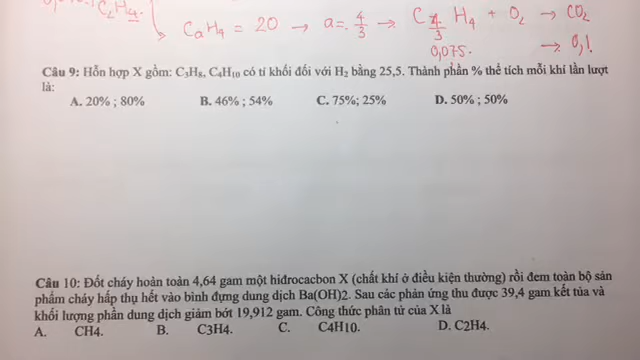 C₂H₄.
CₐH₄ = 20 → a = 4/3 → C4/3 H₄ + O₂ → CO₂
0,075. → 0,1
Câu 9: Hỗn hợp X gồm: C₃H₈, C₄H₁₀ có tỉ khối đối với H₂ bằng 25,5. Thành phần % thể tích mỗi khí lần lượt
là:
A. 20% ; 80% B. 46% ; 54% C. 75%; 25% D. 50% ; 50%
Câu 10: Đốt cháy hoàn toàn 4,64 gam một hiđrocacbon X (chất khí ở điều kiện thường) rồi đem toàn bộ sản
phẩm cháy hấp thụ hết vào bình đựng dung dịch Ba(OH)2. Sau các phản ứng thu được 39,4 gam kết tủa và
khối lượng phần dung dịch giảm bớt 19,912 gam. Công thức phân tử của X là
A. CH4. B. C3H4. C. C4H10. D. C2H4.